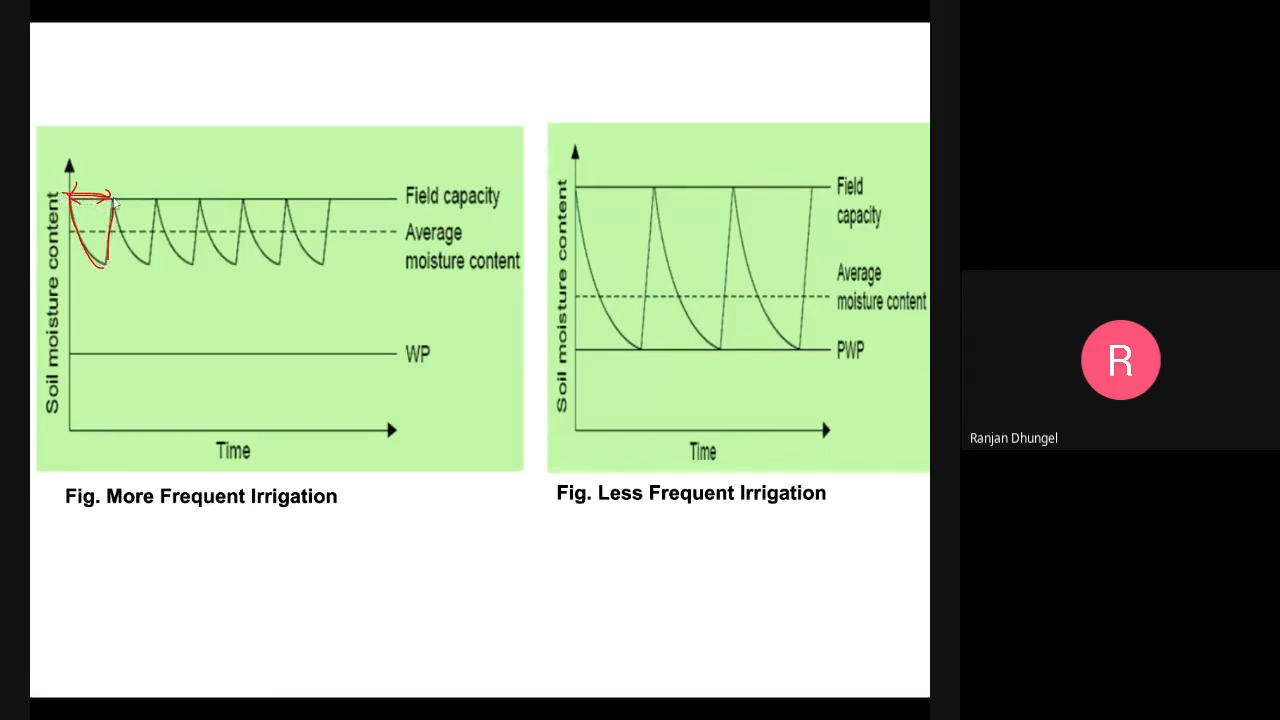 Soil moisture content
Field capacity
Average
moisture content
WP
Time
Fig. More Frequent Irrigation
Soil moisture content
Field
capacity
Average
moisture content
PWP
Time
Fig. Less Frequent Irrigation
R
Ranjan Dhungel